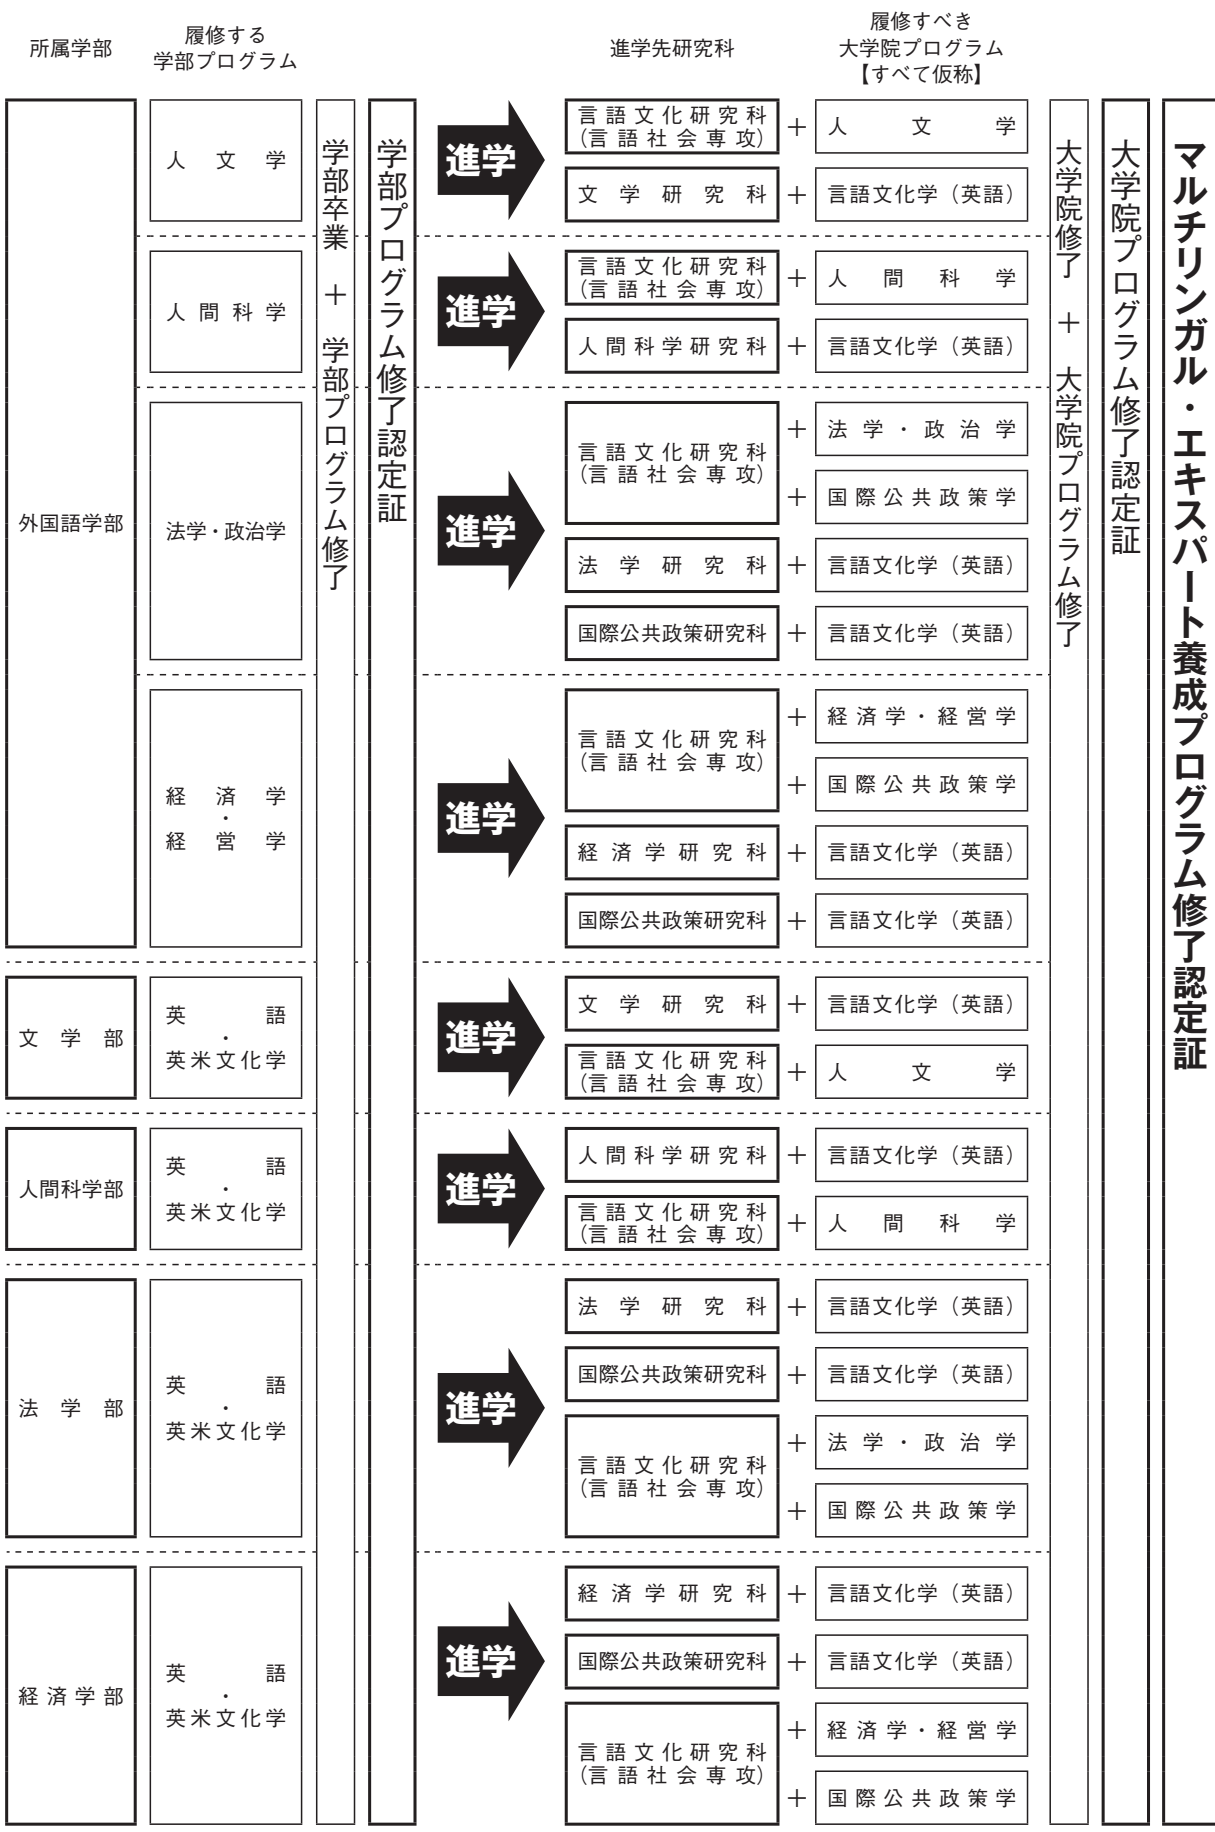 所属学部
履修する
学部プログラム
進学先研究科
履修すべき
大学院プログラム
【すべて仮称】
外国語学部
人文学
学部卒業 ＋ 学部プログラム修了
学部プログラム修了認定証
進学
言語文化研究科
（言語社会専攻）
＋
人文学
文学研究科
＋
言語文化学（英語）
大学院修了 ＋ 大学院プログラム修了
大学院プログラム修了認定証
マルチリンガル・エキスパート養成プログラム修了認定証
人間科学
進学
言語文化研究科
（言語社会専攻）
＋
人間科学
人間科学研究科
＋
言語文化学（英語）
法学・政治学
進学
言語文化研究科
（言語社会専攻）
＋
法学・政治学
＋
国際公共政策学
法学研究科
＋
言語文化学（英語）
国際公共政策研究科
＋
言語文化学（英語）
経済学
・
経営学
進学
言語文化研究科
（言語社会専攻）
＋
経済学・経営学
＋
国際公共政策学
経済学研究科
＋
言語文化学（英語）
国際公共政策研究科
＋
言語文化学（英語）
文学部
英語
・
英米文化学
進学
文学研究科
＋
言語文化学（英語）
言語文化研究科
（言語社会専攻）
＋
人文学
人間科学部
英語
・
英米文化学
進学
人間科学研究科
＋
言語文化学（英語）
言語文化研究科
（言語社会専攻）
＋
人間科学
法学部
英語
・
英米文化学
進学
法学研究科
＋
言語文化学（英語）
国際公共政策研究科
＋
言語文化学（英語）
言語文化研究科
（言語社会専攻）
＋
法学・政治学
＋
国際公共政策学
経済学部
英語
・
英米文化学
進学
経済学研究科
＋
言語文化学（英語）
国際公共政策研究科
＋
言語文化学（英語）
言語文化研究科
（言語社会専攻）
＋
経済学・経営学
＋
国際公共政策学